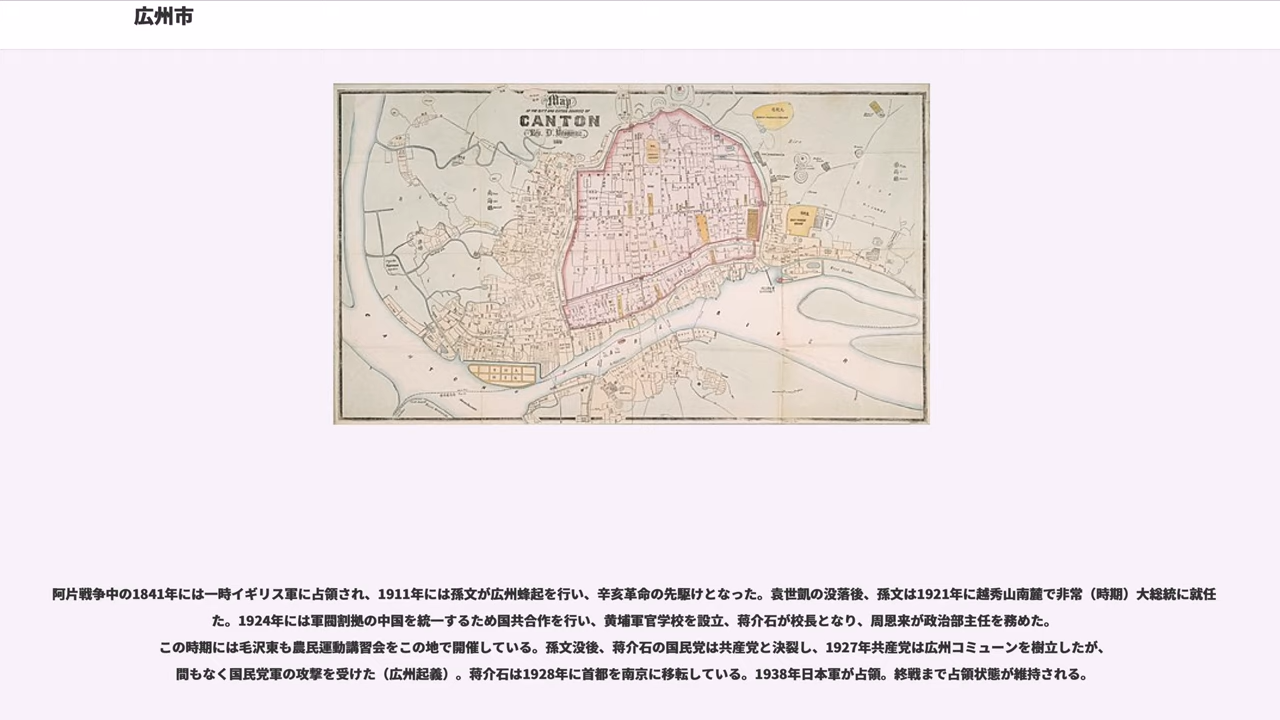 広州市
Map
CANTON
阿片戦争中の1841年には一時イギリス軍に占領され、1911年には孫文が広州蜂起を行い、辛亥革命の先駆けとなった。袁世凱の没落後、孫文は1921年に越秀山南麓で非常（時期）大総統に就任
た。1924年には軍閥割拠の中国を統一するため国共合作を行い、黄埔軍官学校を設立、蒋介石が校長となり、周恩来が政治部主任を務めた。
この時期には毛沢東も農民運動講習会をこの地で開催している。孫文没後、蒋介石の国民党は共産党と決裂し、1927年共産党は広州コミューンを樹立したが、
間もなく国民党軍の攻撃を受けた（広州起義）。蒋介石は1928年に首都を南京に移転している。1938年日本軍が占領。終戦まで占領状態が維持される。